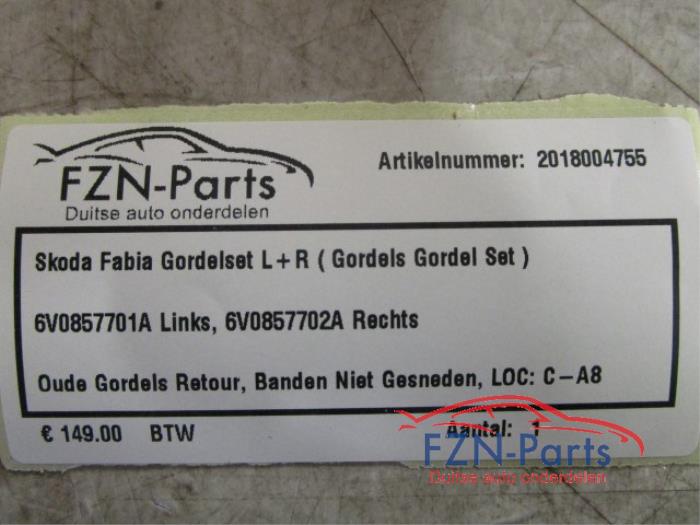 FZN-Parts
Duitse auto onderdelen
Artikelnummer: 2018004755
Skoda Fabia Gordelset L+R ( Gordels Gordel Set )
6V0857701A Links, 6V0857702A Rechts
Oude Gordels Retour, Banden Niet Gesneden, LOC: C-A8
€ 149.00 BTW Aantal: 1
FZN-Parts
Duitse auto onderdelen